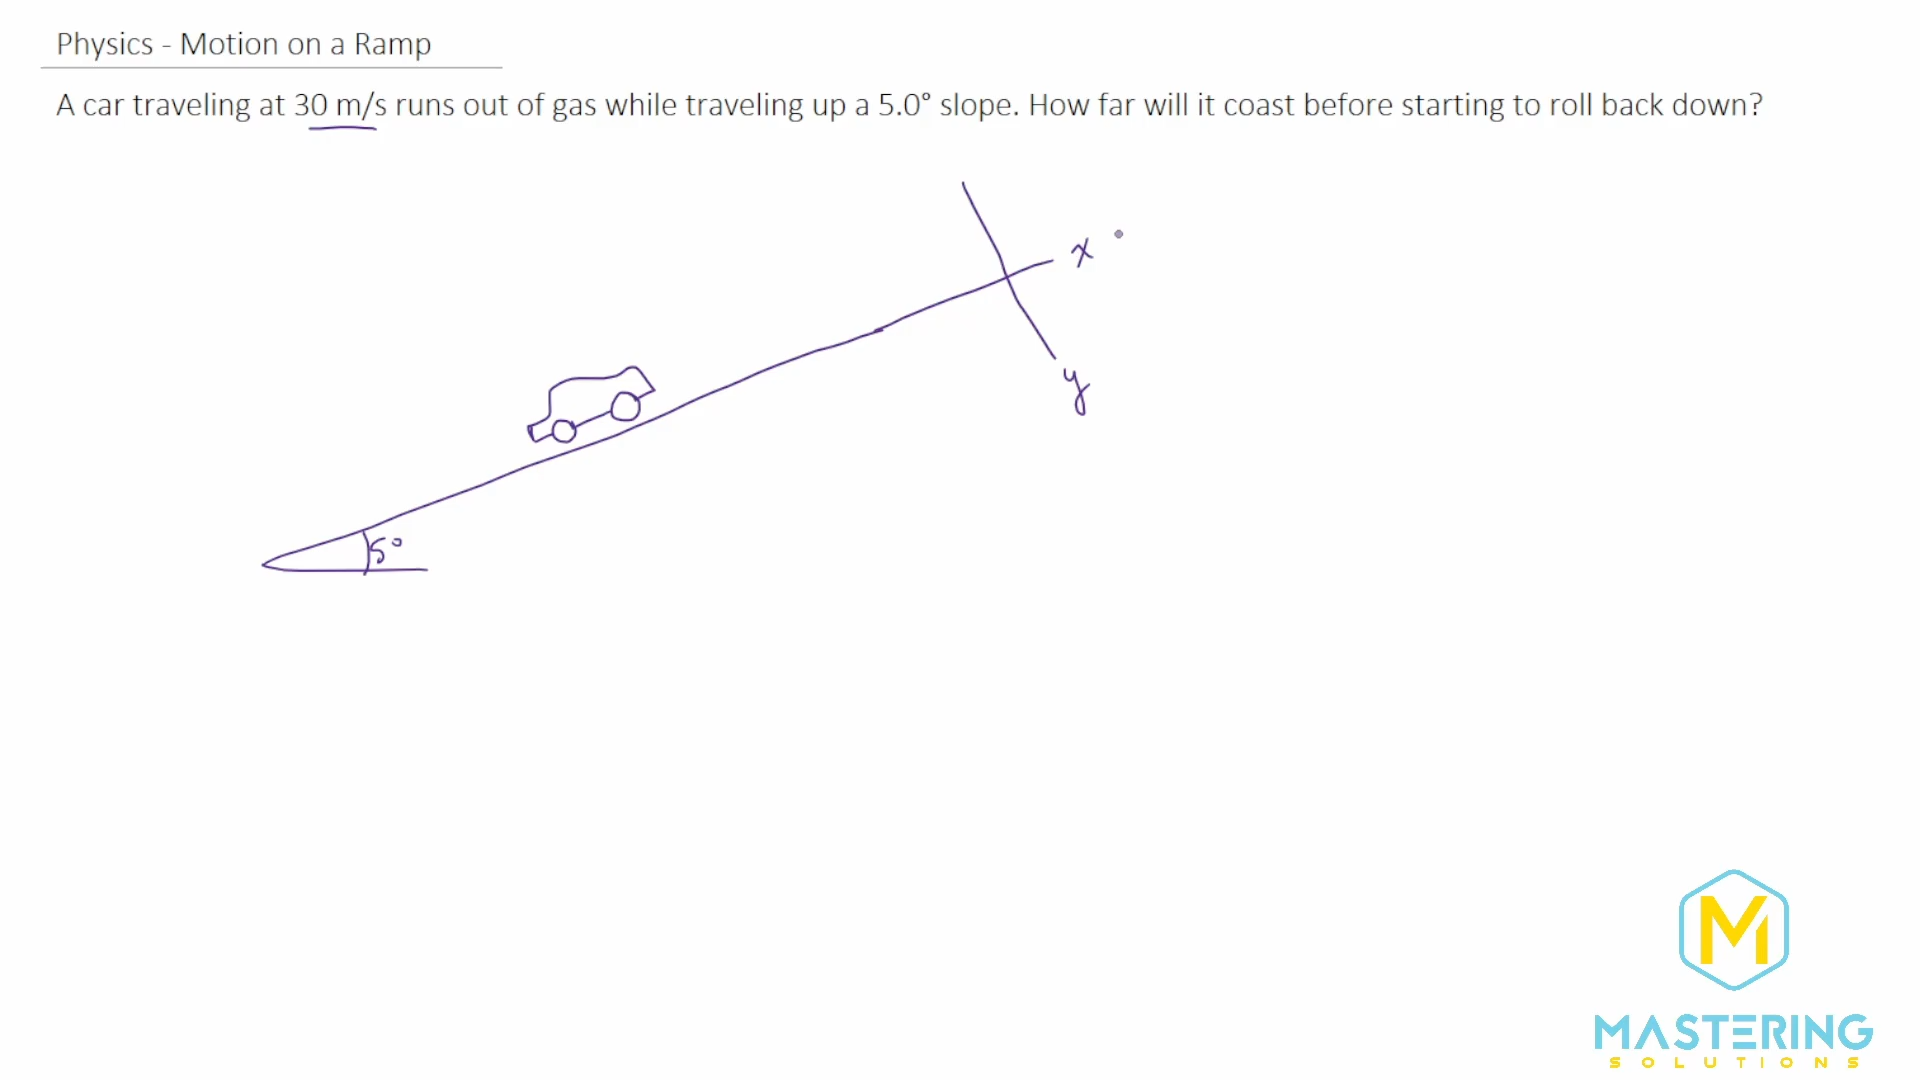 Physics - Motion on a Ramp
A car traveling at 30 m/s runs out of gas while traveling up a 5.0° slope. How far will it coast before starting to roll back down?
x
y
5°
M
MASTERING
SOLUTIONS